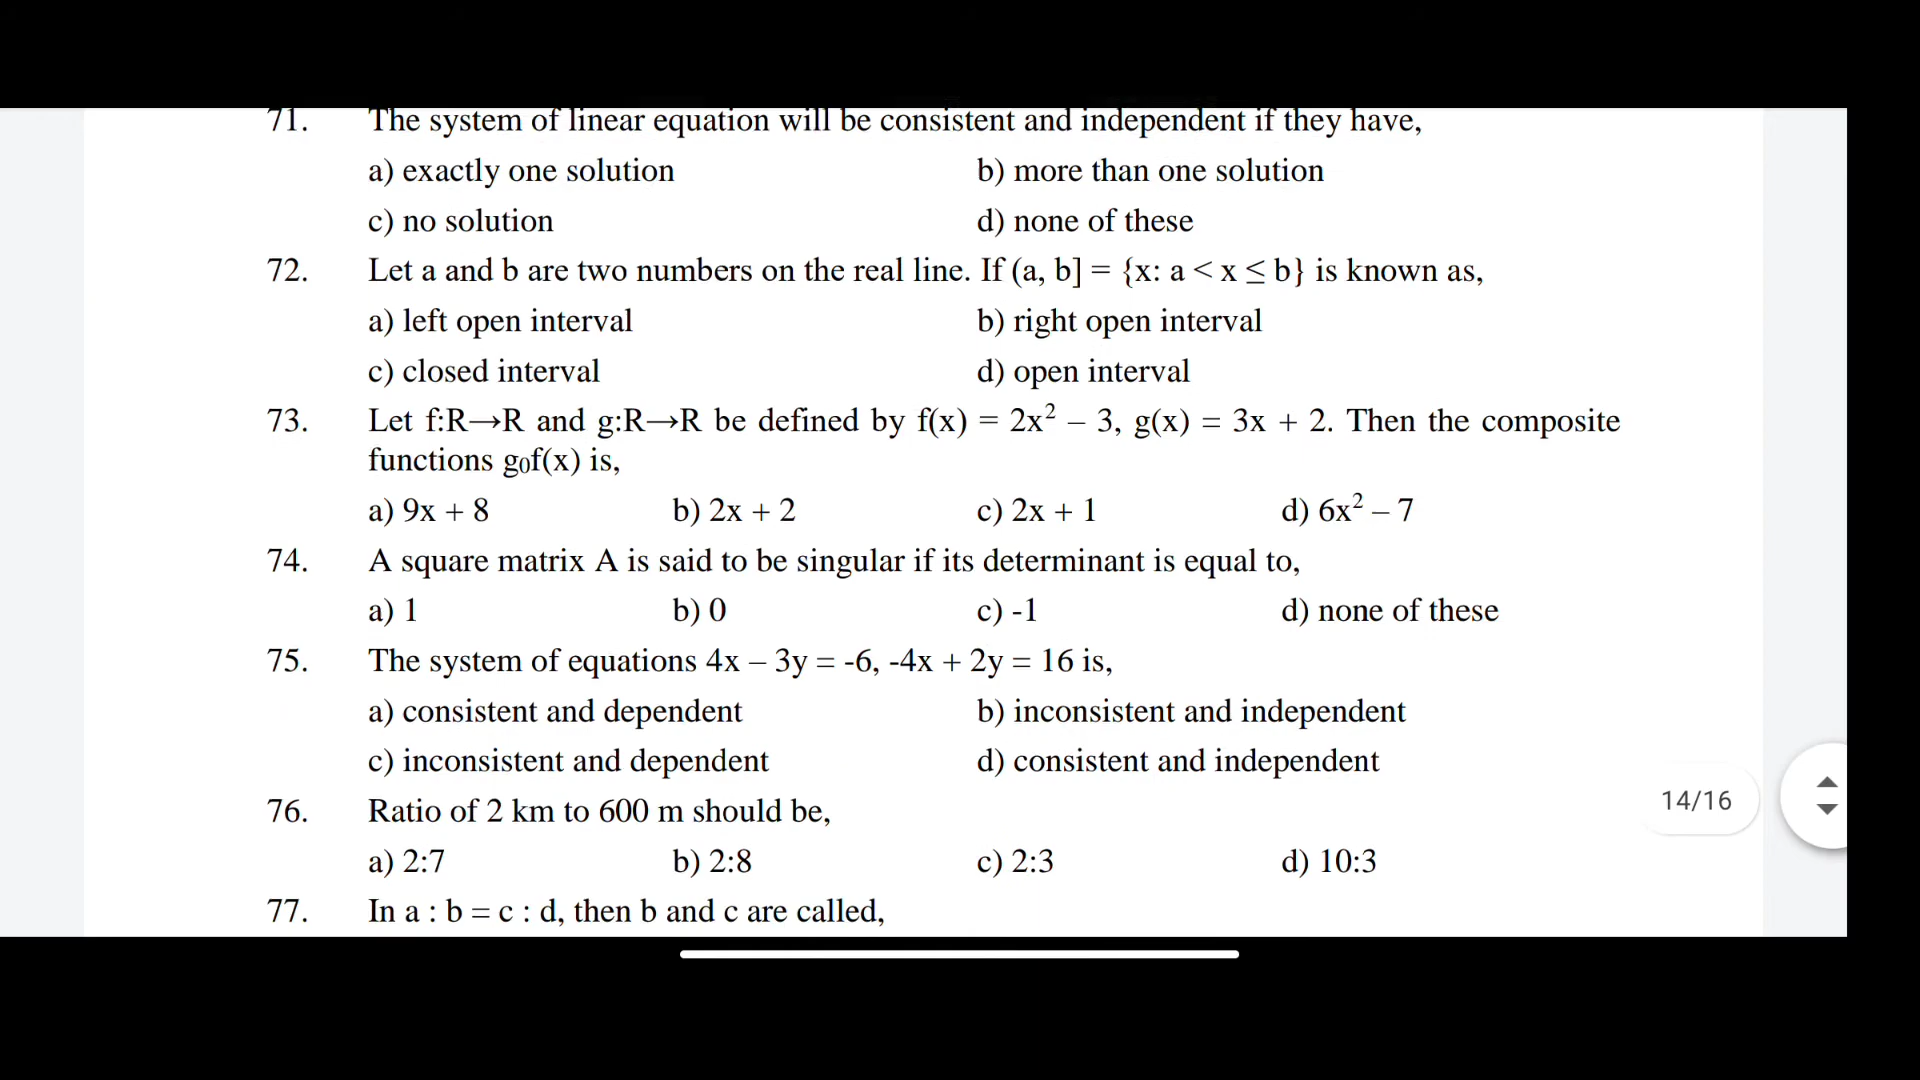 71. The system of linear equation will be consistent and independent if they have,
a) exactly one solution b) more than one solution
c) no solution d) none of these
72. Let a and b are two numbers on the real line. If (a, b] = {x: a < x ≤ b} is known as,
a) left open interval b) right open interval
c) closed interval d) open interval
73. Let f:R→R and g:R→R be defined by f(x) = 2x² – 3, g(x) = 3x + 2. Then the composite
functions g₀f(x) is,
a) 9x + 8 b) 2x + 2 c) 2x + 1 d) 6x² – 7
74. A square matrix A is said to be singular if its determinant is equal to,
a) 1 b) 0 c) -1 d) none of these
75. The system of equations 4x – 3y = -6, -4x + 2y = 16 is,
a) consistent and dependent b) inconsistent and independent
c) inconsistent and dependent d) consistent and independent
76. Ratio of 2 km to 600 m should be,
14/16
a) 2:7 b) 2:8 c) 2:3 d) 10:3
77. In a : b = c : d, then b and c are called,